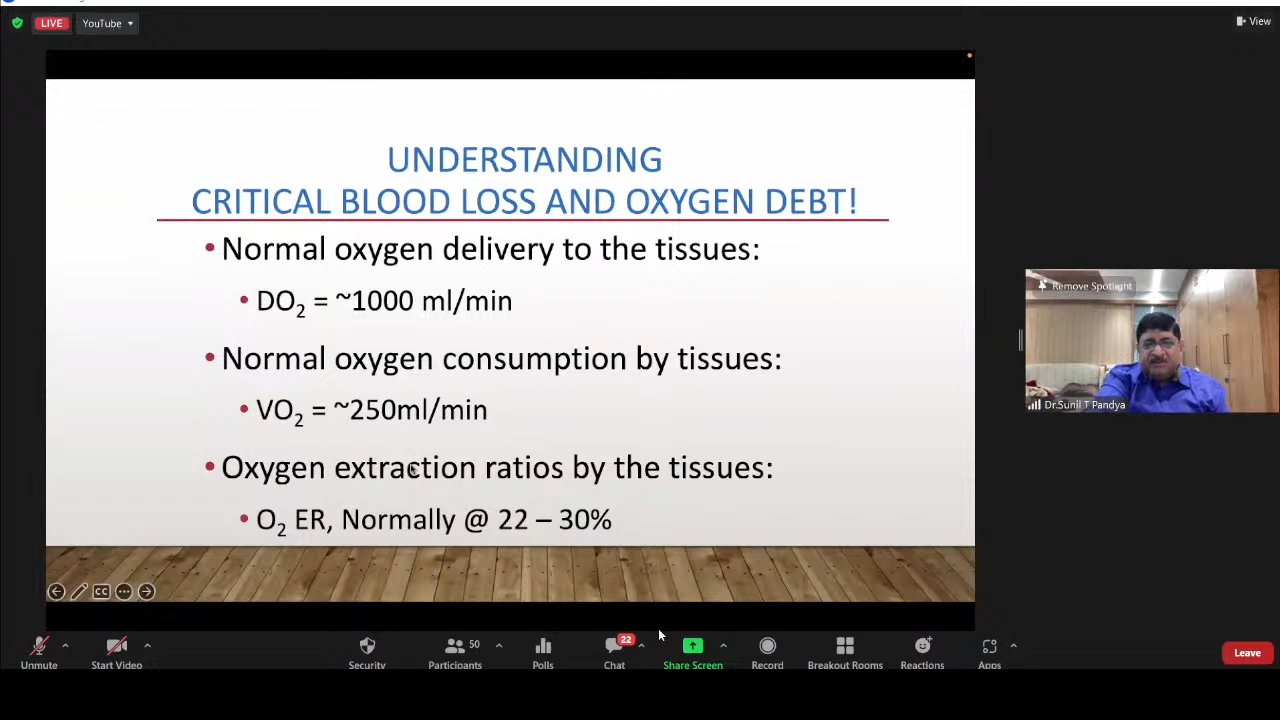 LIVE
YouTube
View
UNDERSTANDING
CRITICAL BLOOD LOSS AND OXYGEN DEBT!
•Normal oxygen delivery to the tissues:
• DO₂ = ~1000 ml/min
•Normal oxygen consumption by tissues:
• VO₂ = ~250ml/min
•Oxygen extraction ratios by the tissues:
• O₂ ER, Normally @ 22 – 30%
CC
Remove Spotlight
Dr.Sunil T Pandya
50
22
Unmute
Start Video
Security
Participants
Polls
Chat
Share Screen
Record
Breakout Rooms
Reactions
Apps
Leave